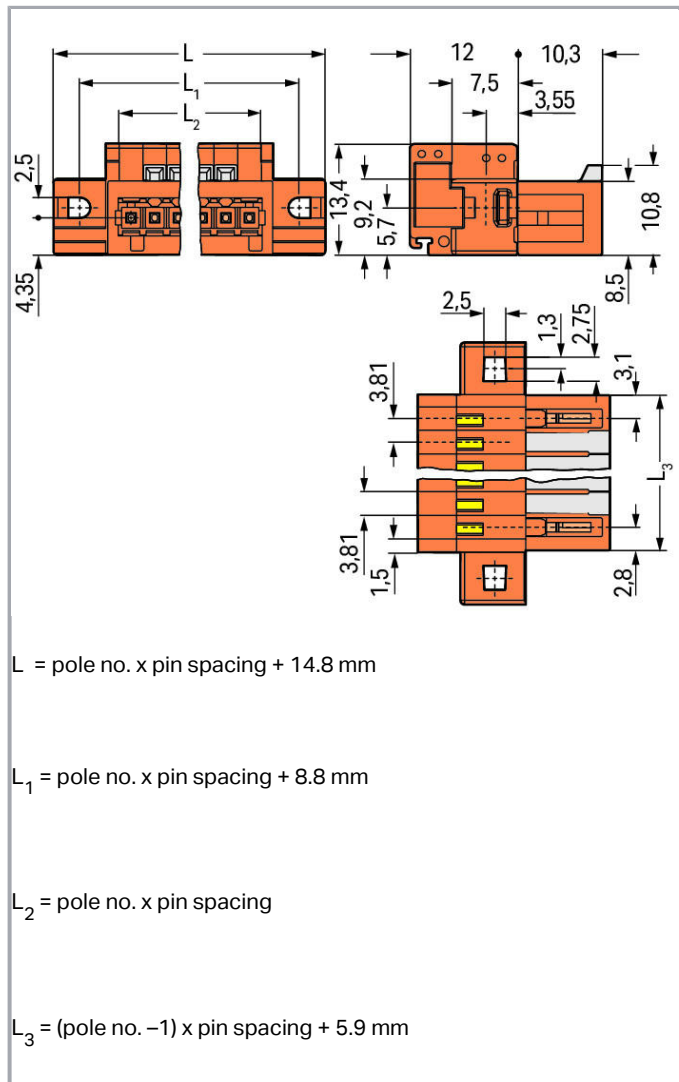 L
L1
L2
2,5
4,35
12
10,3
7,5
3,55
13,4
9,2
5,7
10,8
8,5
2,5
1,3
2,75
3,1
3,81
L3
3,81
1,5
2,8
L = pole no. x pin spacing + 14.8 mm
L1 = pole no. x pin spacing + 8.8 mm
L2 = pole no. x pin spacing
L3 = (pole no. –1) x pin spacing + 5.9 mm